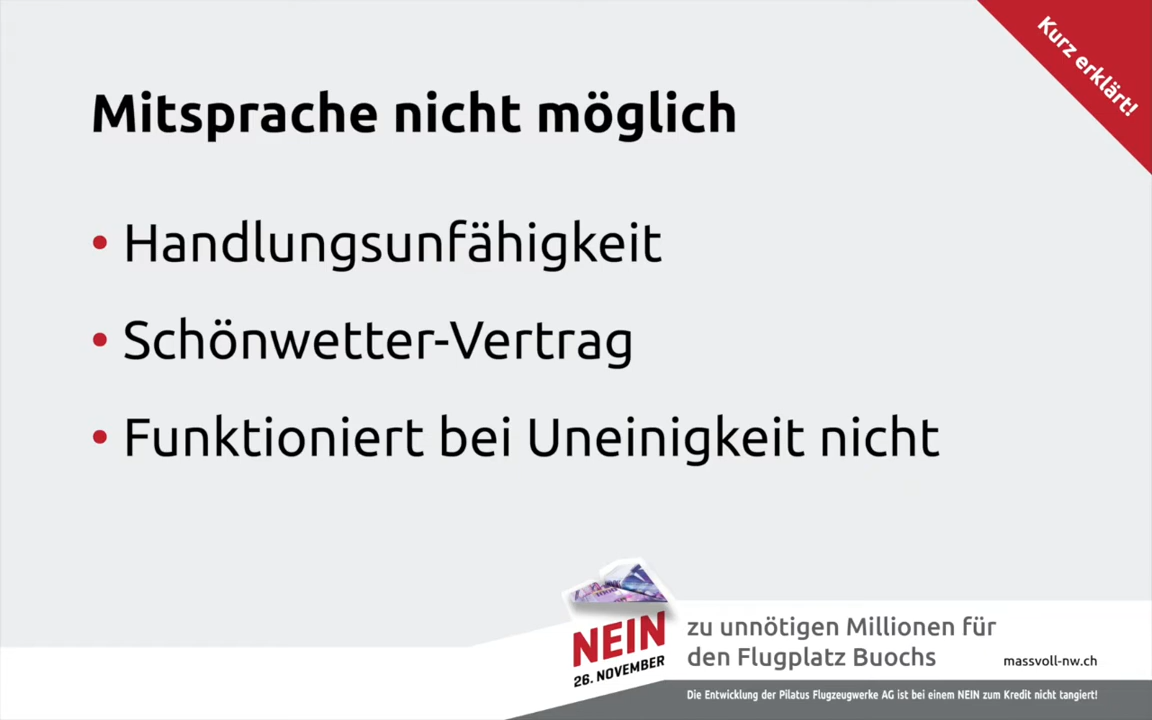 Kurz erklärt!
Mitsprache nicht möglich
• Handlungsunfähigkeit
• Schönwetter-Vertrag
• Funktioniert bei Uneinigkeit nicht
NEIN
26. NOVEMBER
zu unnötigen Millionen für
den Flugplatz Buochs
massvoll-nw.ch
Die Entwicklung der Pilatus Flugzeugwerke AG ist bei einem NEIN zum Kredit nicht tangiert!